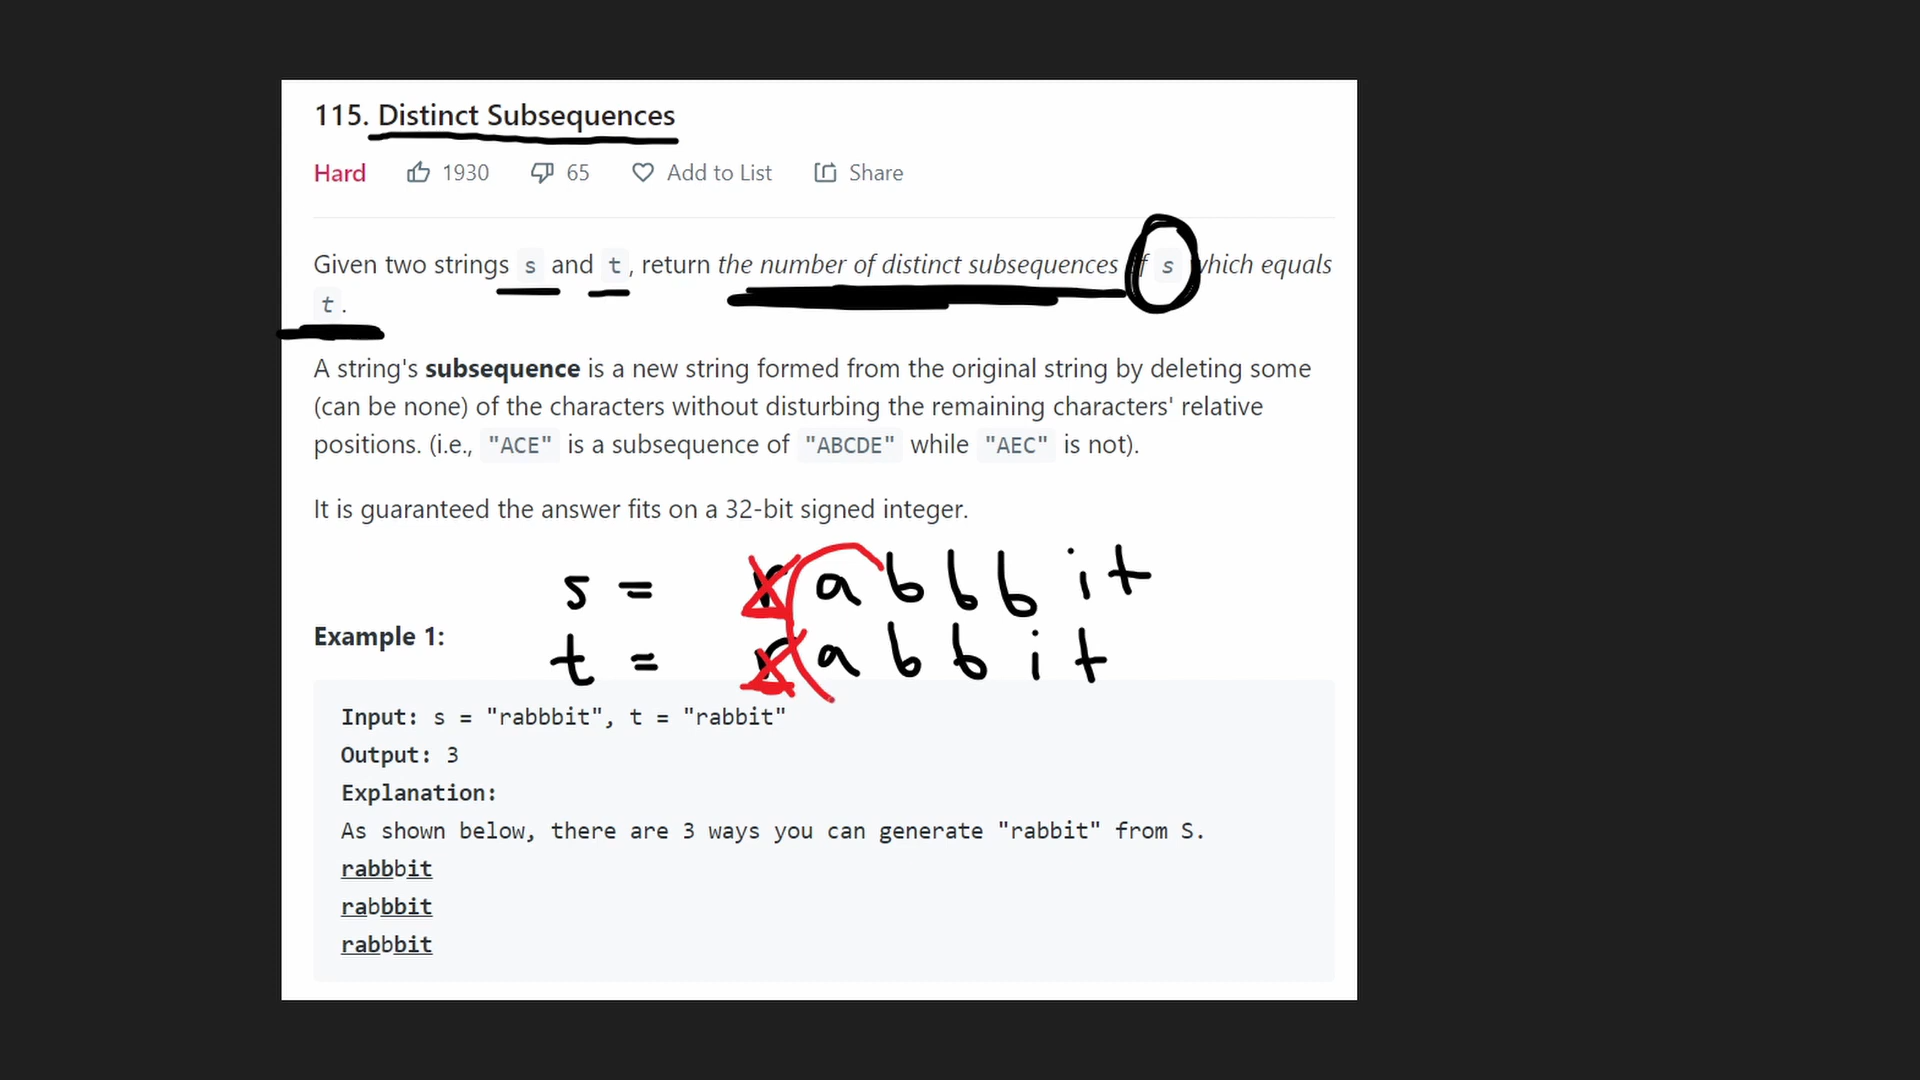 115. Distinct Subsequences
Hard 1930 65 Add to List Share
Given two strings s and t, return the number of distinct subsequences of s which equals
t.
A string's subsequence is a new string formed from the original string by deleting some
(can be none) of the characters without disturbing the remaining characters' relative
positions. (i.e., "ACE" is a subsequence of "ABCDE" while "AEC" is not).
It is guaranteed the answer fits on a 32-bit signed integer.
s = r a b b b i t
Example 1:
t = r a b b i t
Input: s = "rabbbit", t = "rabbit"
Output: 3
Explanation:
As shown below, there are 3 ways you can generate "rabbit" from S.
rabbbit
rabbbit
rabbbit